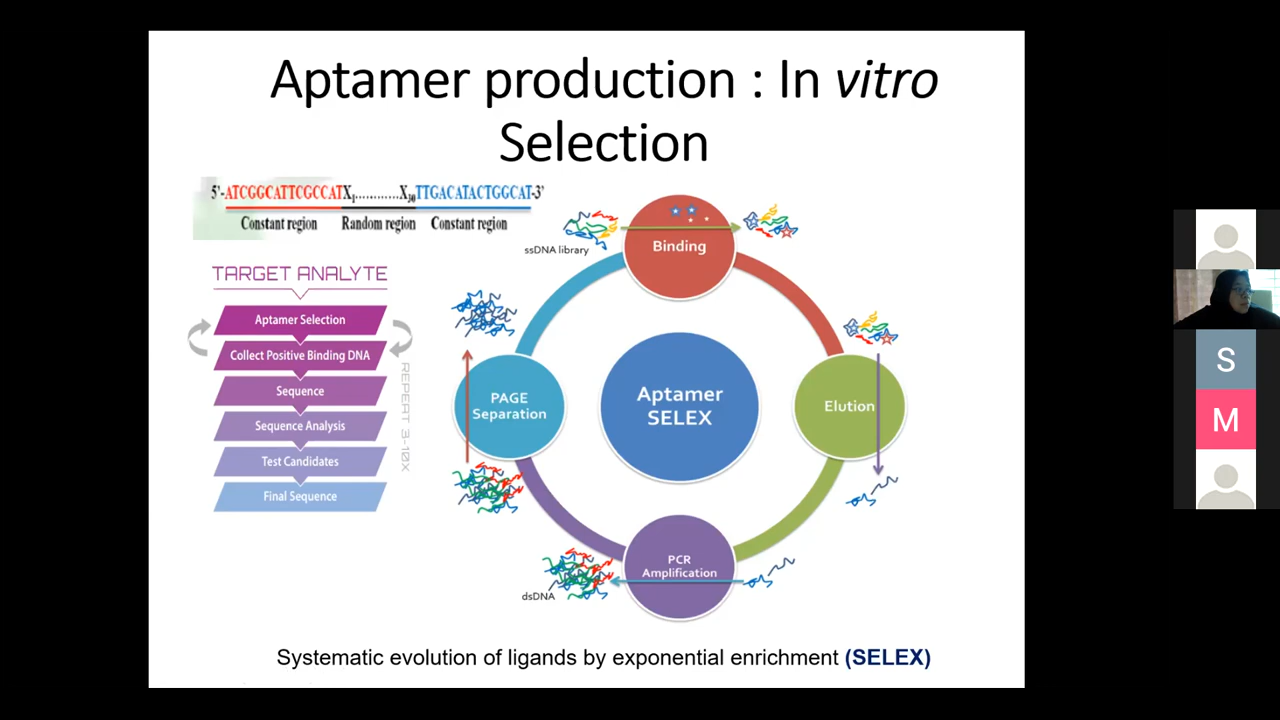 Aptamer production : In vitro
Selection
5'-ATCGGCATTCGCCATX1............X30TTGACATACTGGCAT-3'
Constant region Random region Constant region
TARGET ANALYTE
Aptamer Selection
Collect Positive Binding DNA
Sequence
Sequence Analysis
Test Candidates
Final Sequence
REPEAT 3-10X
ssDNA library
Binding
Elution
PCR
Amplification
dsDNA
PAGE
Separation
Aptamer
SELEX
Systematic evolution of ligands by exponential enrichment (SELEX)
S
M